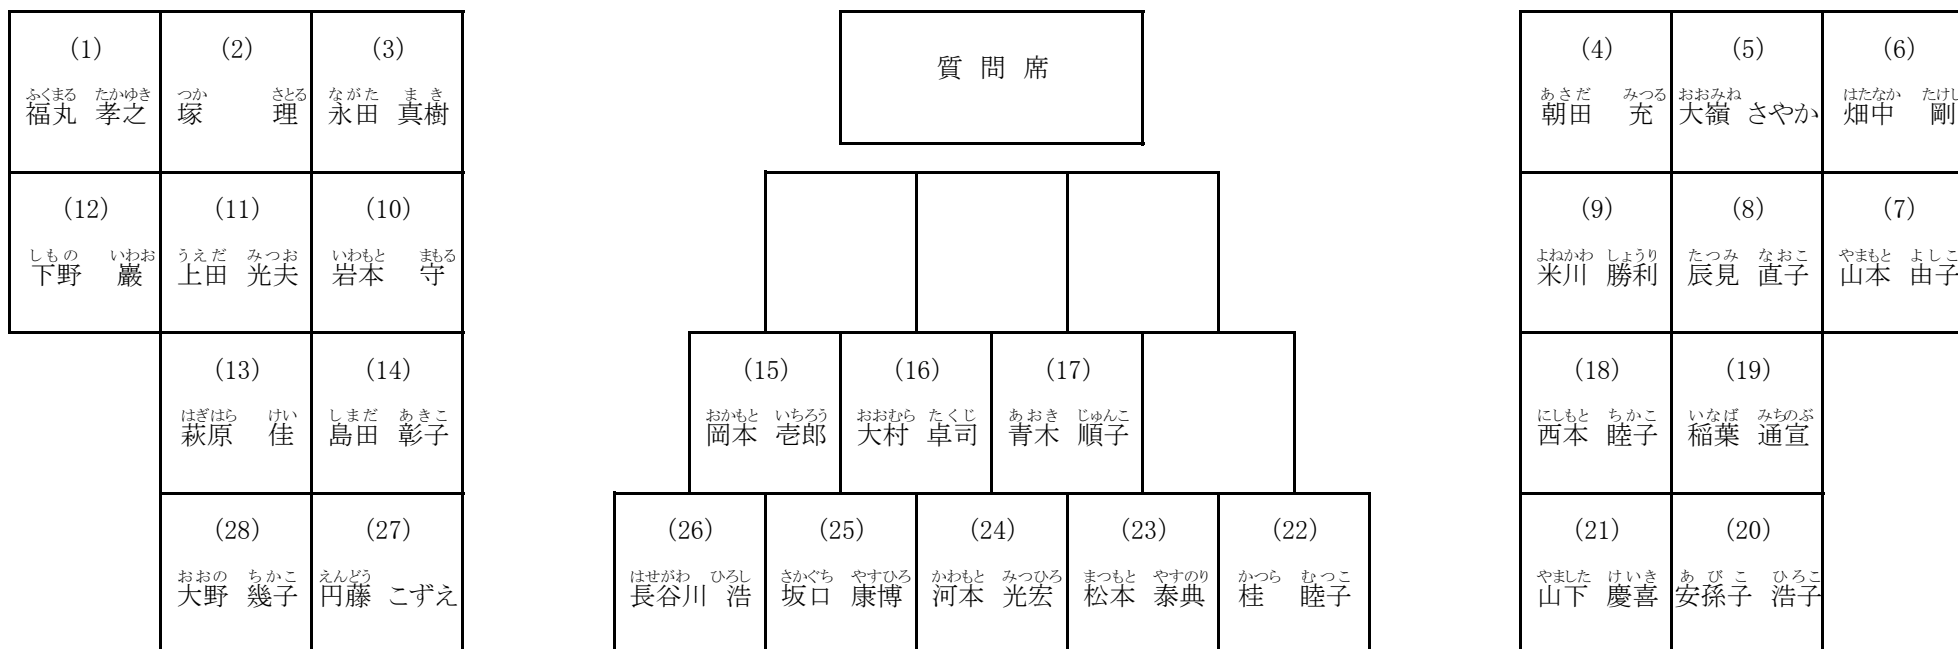 (1) (2) (3) 質問席 (4) (5) (6)
ふくまる たかゆき つか さとる ながた まき あさだ みつる おおみね はたなか たけし
福丸 孝之 塚 理 永田 真樹 朝田 充 大嶺 さやか 畑中 剛
(12) (11) (10) (9) (8) (7)
しもの いわお うえだ みつお いわもと まもる よねかわ しょうり たつみ なおこ やまもと よしこ
下野 巖 上田 光夫 岩本 守 米川 勝利 辰見 直子 山本 由子
(13) (14) (15) (16) (17) (18) (19)
はぎはら けい しまだ あきこ おかもと いちろう おおむら たくじ あおき じゅんこ にしもと ちかこ いなば みちのぶ
萩原 佳 島田 彰子 岡本 壱郎 大村 卓司 青木 順子 西本 睦子 稲葉 通宣
(28) (27) (26) (25) (24) (23) (22) (21) (20)
おおの ちかこ えんどう はせがわ ひろし さかぐち やすひろ かわもと みつひろ まつもと やすのり かつら むつこ やました けいき あびこ ひろこ
大野 幾子 円藤 こずえ 長谷川 浩 坂口 康博 河本 光宏 松本 泰典 桂 睦子 山下 慶喜 安孫子 浩子